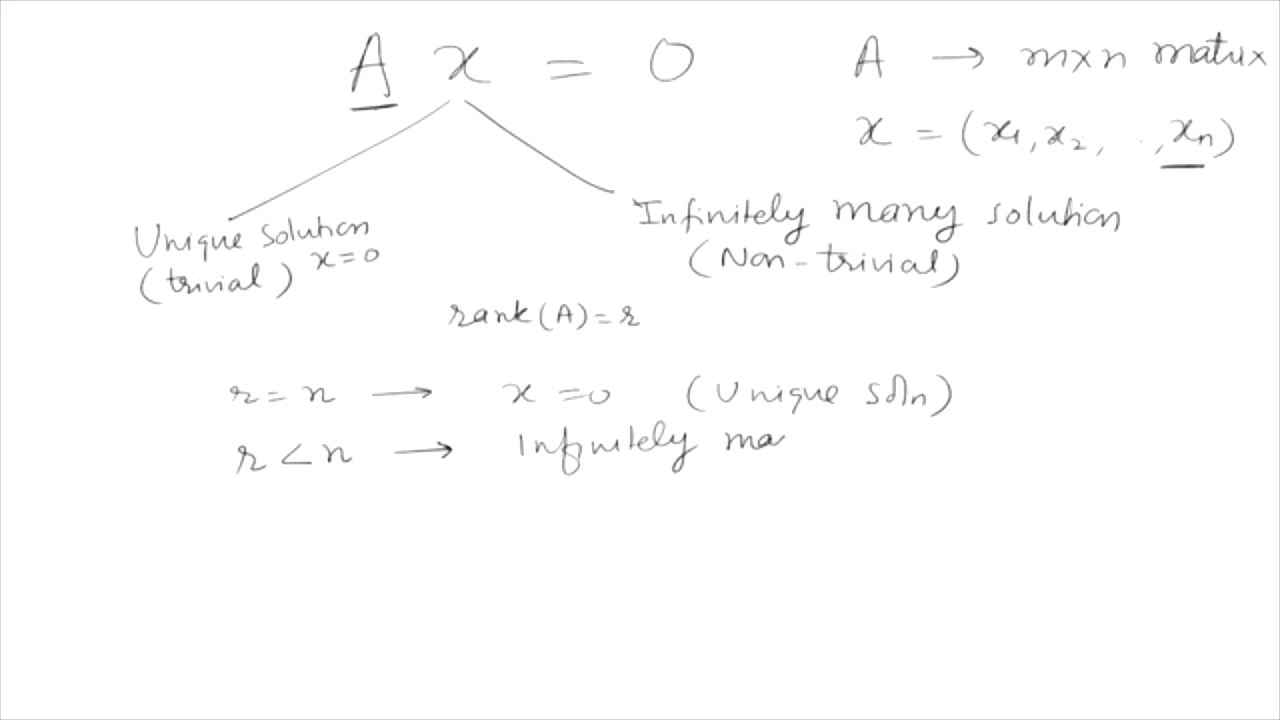 A x = 0
A → m×n matrix
x = (x₁, x₂, . . , xₙ)
Unique Solution
(trivial) x=0
Infinitely many solution
(Non-trivial)
rank(A)=r
r=n → x=0 (Unique soln)
r<n → Infinitely ma